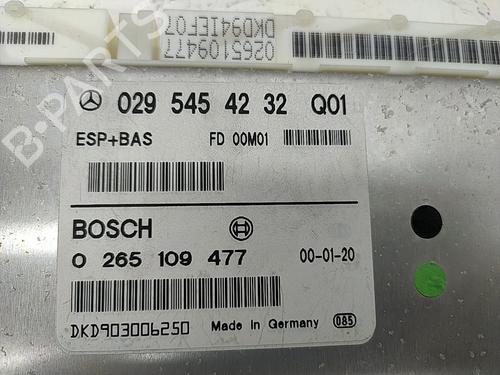 0265109477
DKD941EF07
029 545 42 32 Q01
ESP+BAS FD 00M01
BOSCH
0 265 109 477 00-01-20
DKD903006250 Made in Germany 085
B-PARTS